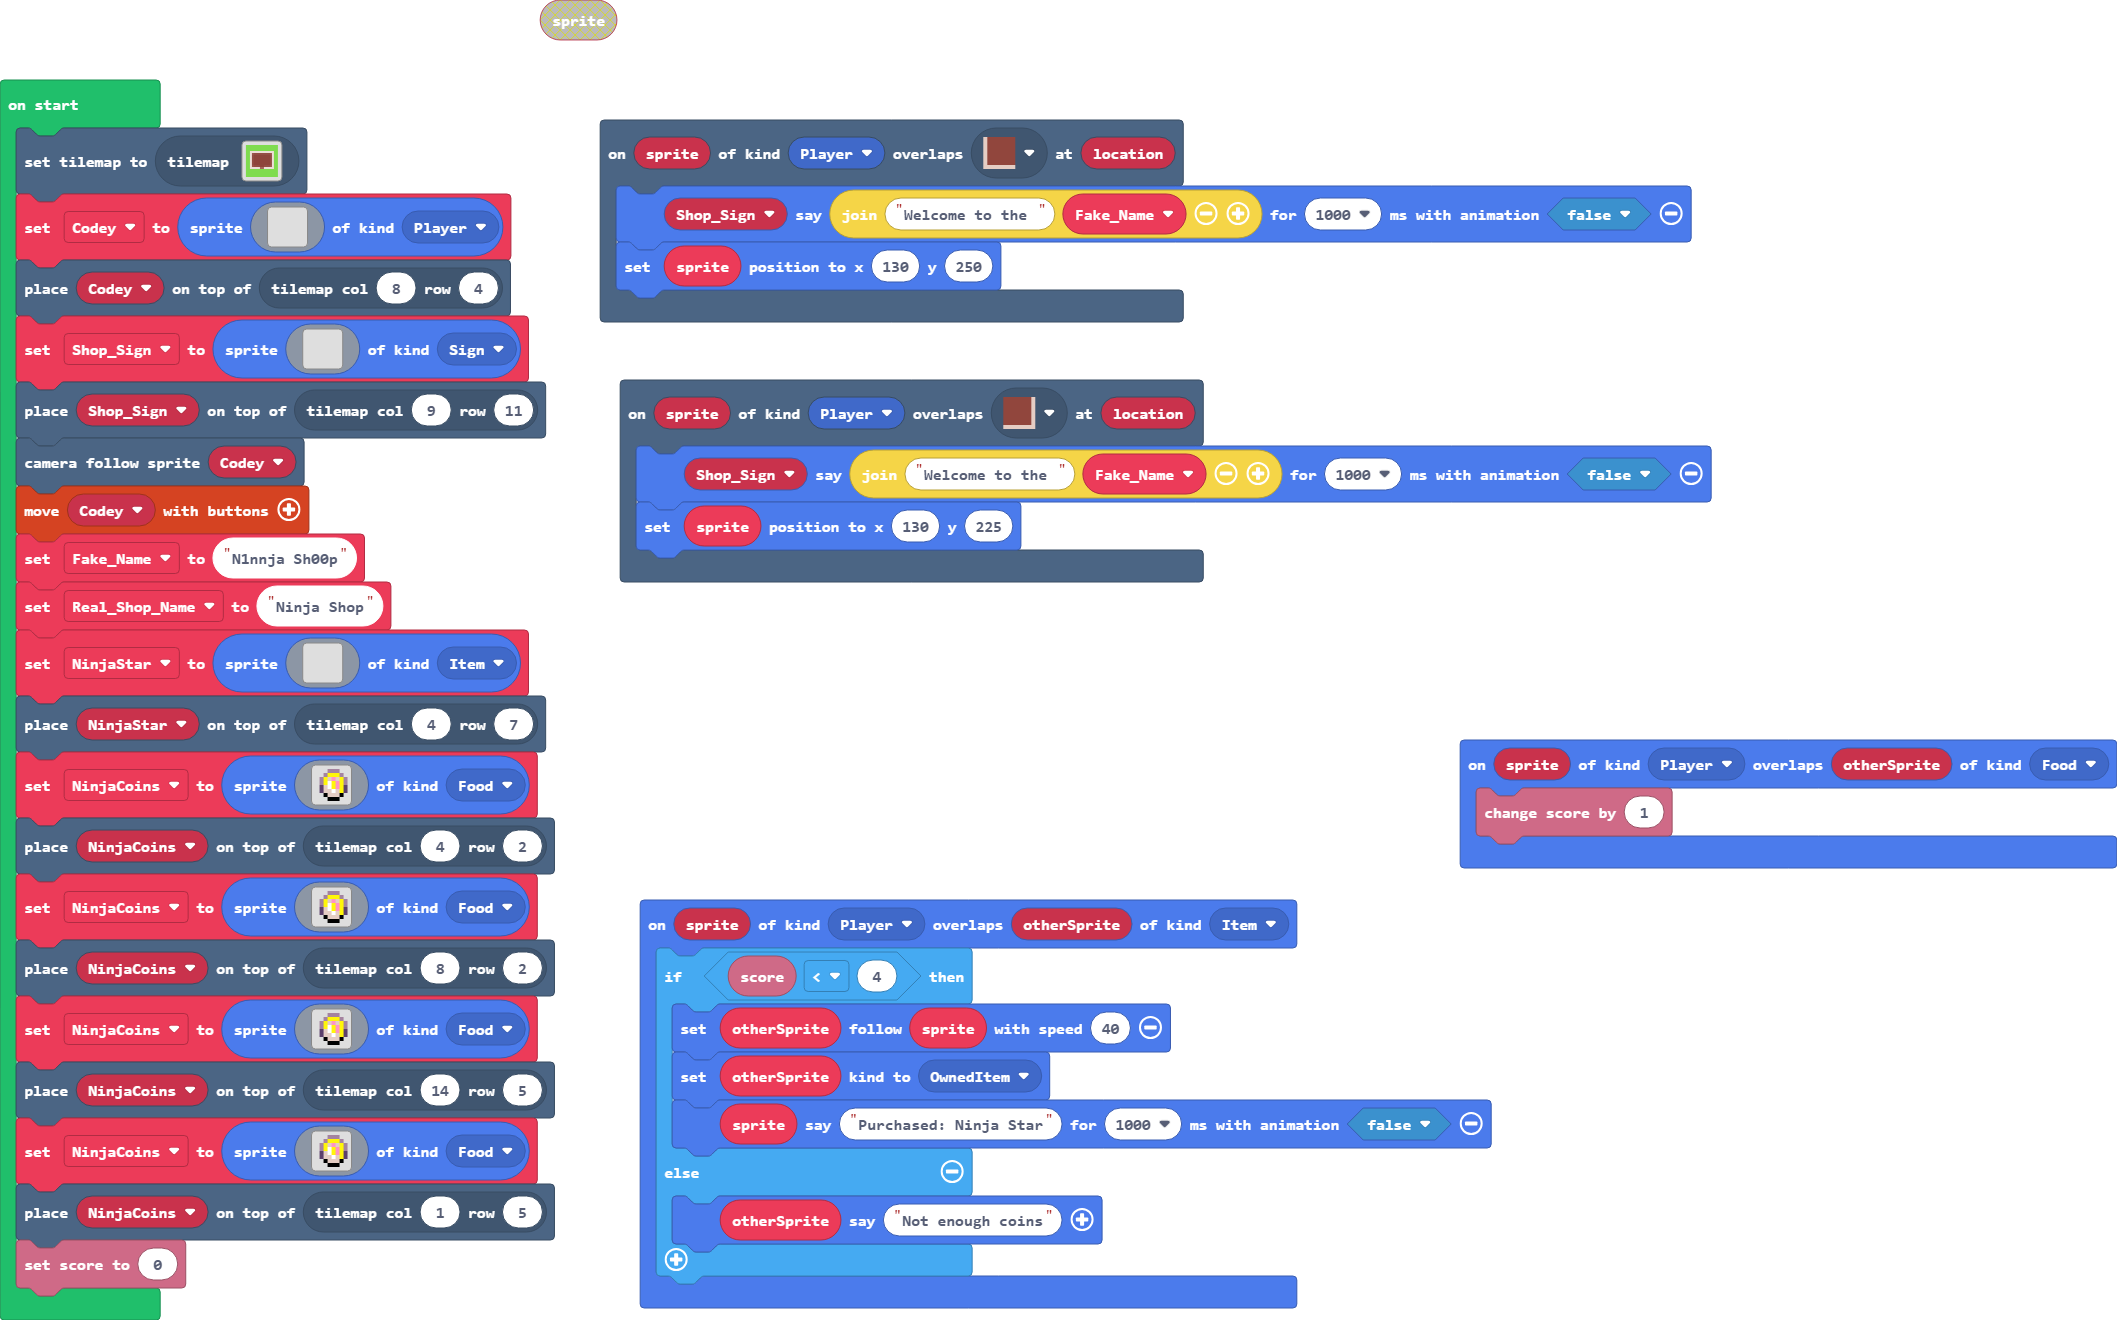 sprite
on start
set tilemap to tilemap
set Codey to sprite of kind Player
place Codey on top of tilemap col 8 row 4
set Shop_Sign to sprite of kind Sign
place Shop_Sign on top of tilemap col 9 row 11
camera follow sprite Codey
move Codey with buttons
set Fake_Name to "N1nnja Sh00p"
set Real_Shop_Name to "Ninja Shop"
set NinjaStar to sprite of kind Item
place NinjaStar on top of tilemap col 4 row 7
set NinjaCoins to sprite of kind Food
place NinjaCoins on top of tilemap col 4 row 2
set NinjaCoins to sprite of kind Food
place NinjaCoins on top of tilemap col 8 row 2
set NinjaCoins to sprite of kind Food
place NinjaCoins on top of tilemap col 14 row 5
set NinjaCoins to sprite of kind Food
place NinjaCoins on top of tilemap col 1 row 5
set score to 0
on sprite of kind Player overlaps at location
Shop_Sign say join "Welcome to the " Fake_Name for 1000 ms with animation false
set sprite position to x 130 y 250
on sprite of kind Player overlaps at location
Shop_Sign say join "Welcome to the " Fake_Name for 1000 ms with animation false
set sprite position to x 130 y 225
on sprite of kind Player overlaps otherSprite of kind Food
change score by 1
on sprite of kind Player overlaps otherSprite of kind Item
if score < 4 then
set otherSprite follow sprite with speed 40
set otherSprite kind to OwnedItem
sprite say "Purchased: Ninja Star" for 1000 ms with animation false
else
otherSprite say "Not enough coins"